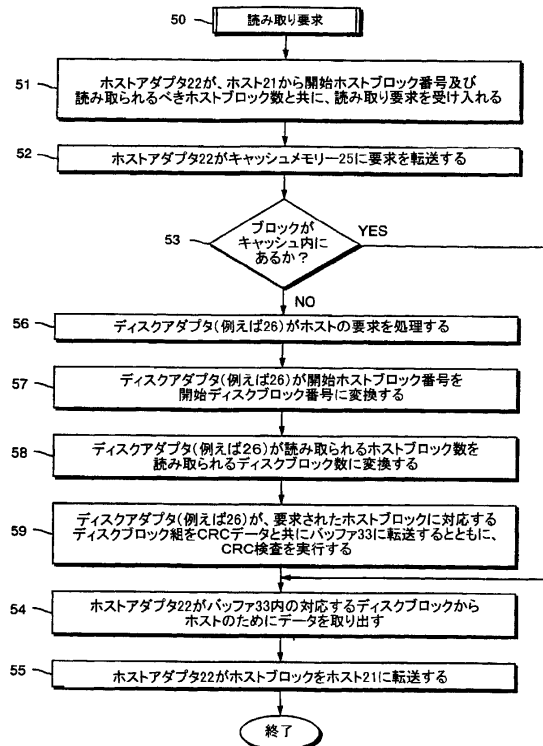 50
読み取り要求
51
ホストアダプタ22が、ホスト21から開始ホストブロック番号及び
読み取られるべきホストブロック数と共に、読み取り要求を受け入れる
52
ホストアダプタ22がキャッシュメモリー25に要求を転送する
53
ブロックが
キャッシュ内に
あるか？
YES
NO
56
ディスクアダプタ(例えば26)がホストの要求を処理する
57
ディスクアダプタ(例えば26)が開始ホストブロック番号を
開始ディスクブロック番号に変換する
58
ディスクアダプタ(例えば26)が読み取られるホストブロック数を
読み取られるディスクブロック数に変換する
59
ディスクアダプタ(例えば26)が、要求されたホストブロックに対応する
ディスクブロック組をCRCデータと共にバッファ33に転送するとともに、
CRC検査を実行する
54
ホストアダプタ22がバッファ33内の対応するディスクブロックから
ホストのためにデータを取り出す
55
ホストアダプタ22がホストブロックをホスト21に転送する
終了